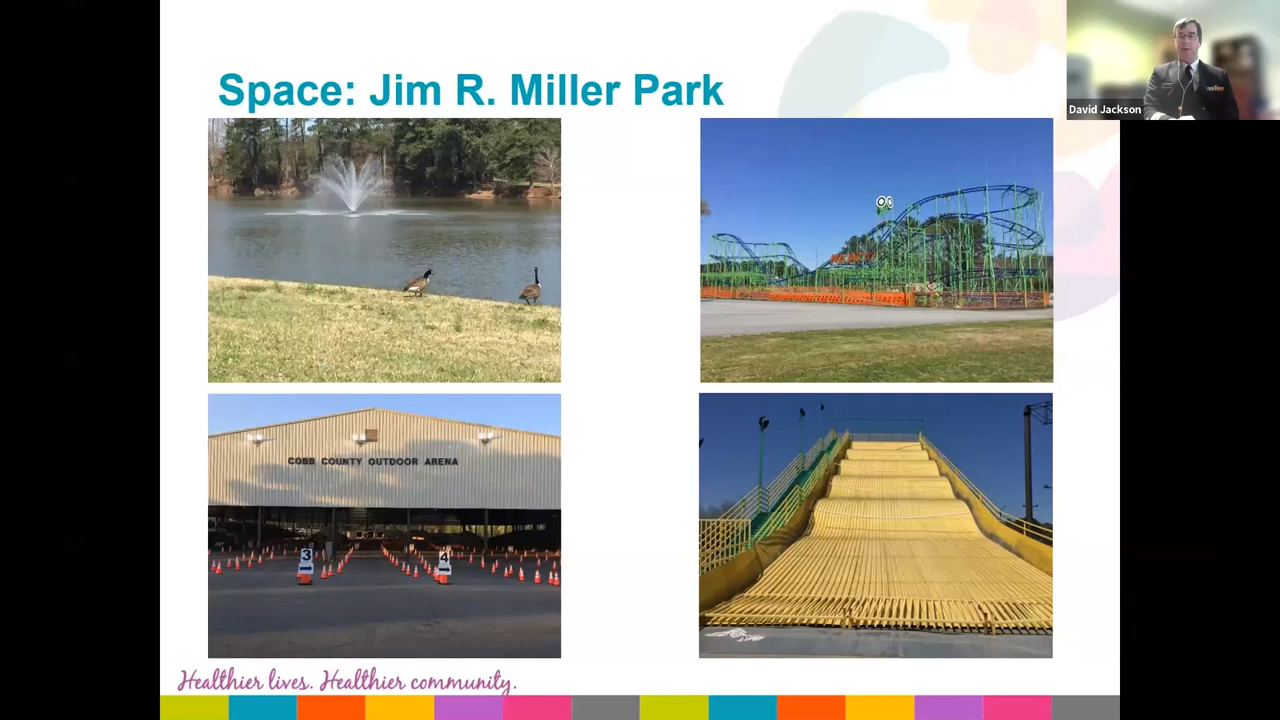 Space: Jim R. Miller Park
David Jackson
COBB COUNTY OUTDOOR ARENA
3
4
Healthier lives. Healthier community.